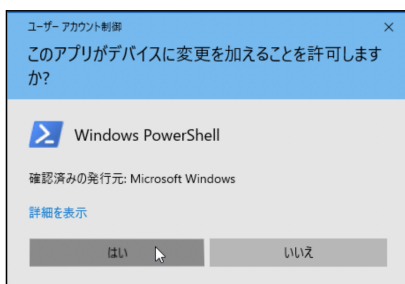 ユーザー アカウント制御
このアプリがデバイスに変更を加えることを許可します
か?
Windows PowerShell
確認済みの発行元: Microsoft Windows
詳細を表示
はい
いいえ